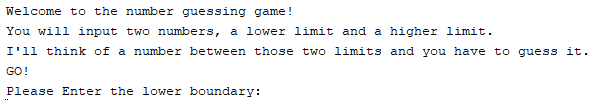 Welcome to the number guessing game!
You will input two numbers, a lower limit and a higher limit.
I'll think of a number between those two limits and you have to guess it.
GO!
Please Enter the lower boundary: